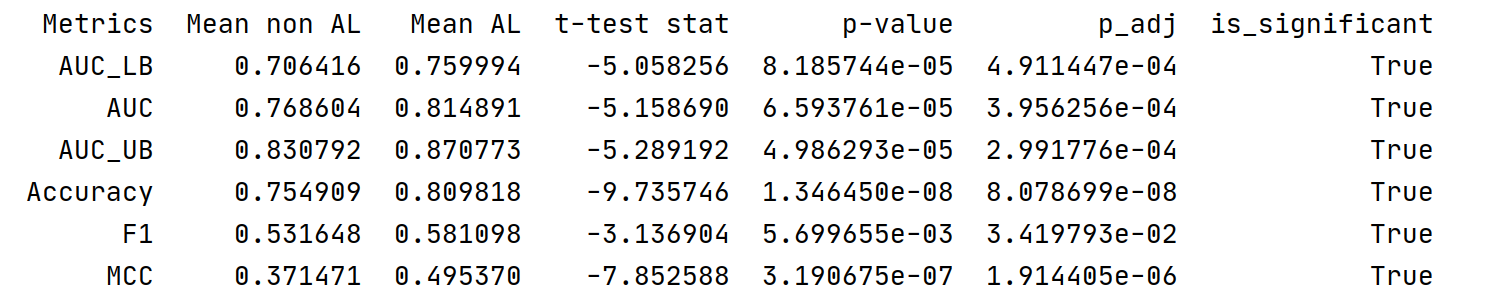 Metrics Mean non AL Mean AL t-test stat p-value p_adj is_significant
AUC_LB 0.706416 0.759994 -5.058256 8.185744e-05 4.911447e-04 True
AUC 0.768604 0.814891 -5.158690 6.593761e-05 3.956256e-04 True
AUC_UB 0.830792 0.870773 -5.289192 4.986293e-05 2.991776e-04 True
Accuracy 0.754909 0.809818 -9.735746 1.346450e-08 8.078699e-08 True
F1 0.531648 0.581098 -3.136904 5.699655e-03 3.419793e-02 True
MCC 0.371471 0.495370 -7.852588 3.190675e-07 1.914405e-06 True